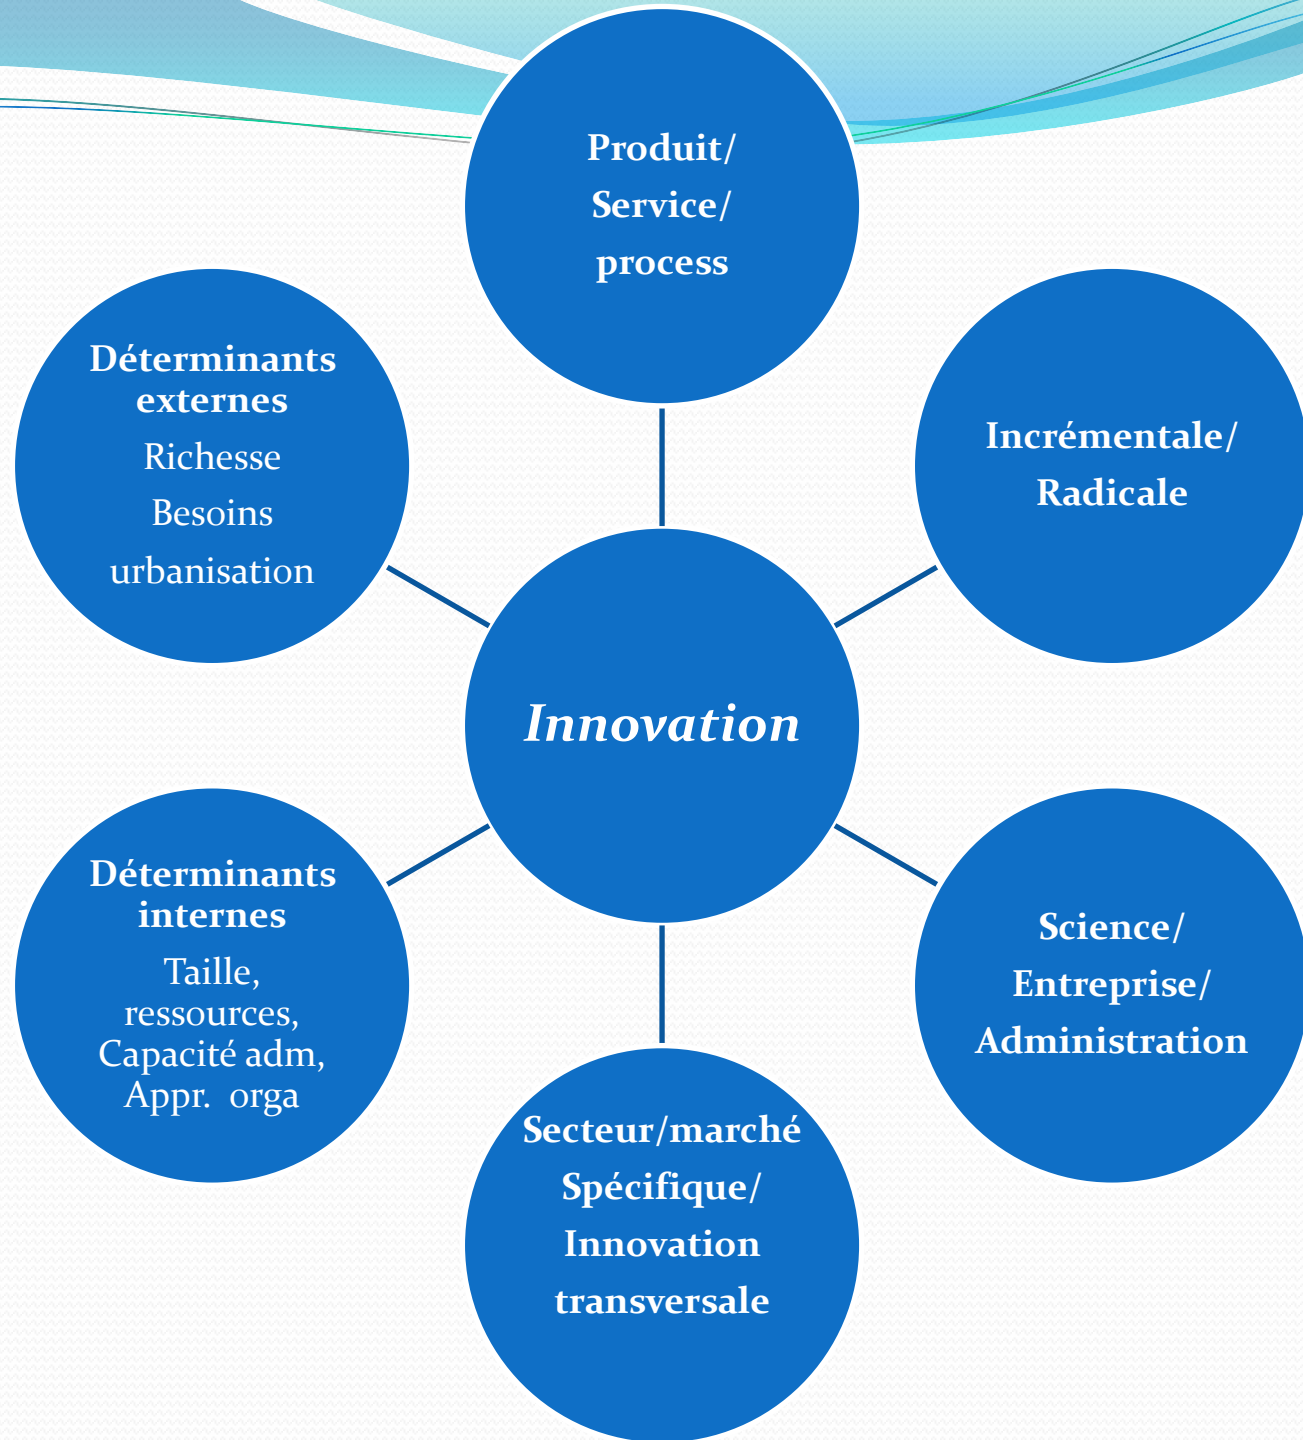 Produit/
Service/
process
Déterminants
externes
Richesse
Besoins
urbanisation
Incrémentale/
Radicale
Innovation
Déterminants
internes
Taille,
ressources,
Capacité adm,
Appr. orga
Science/
Entreprise/
Administration
Secteur/marché
Spécifique/
Innovation
transversale